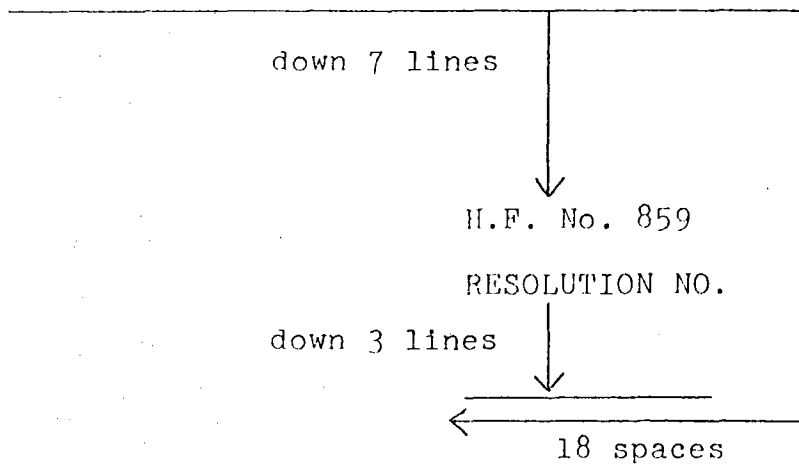 down 7 lines
H.F. No. 859
RESOLUTION NO.
down 3 lines
18 spaces